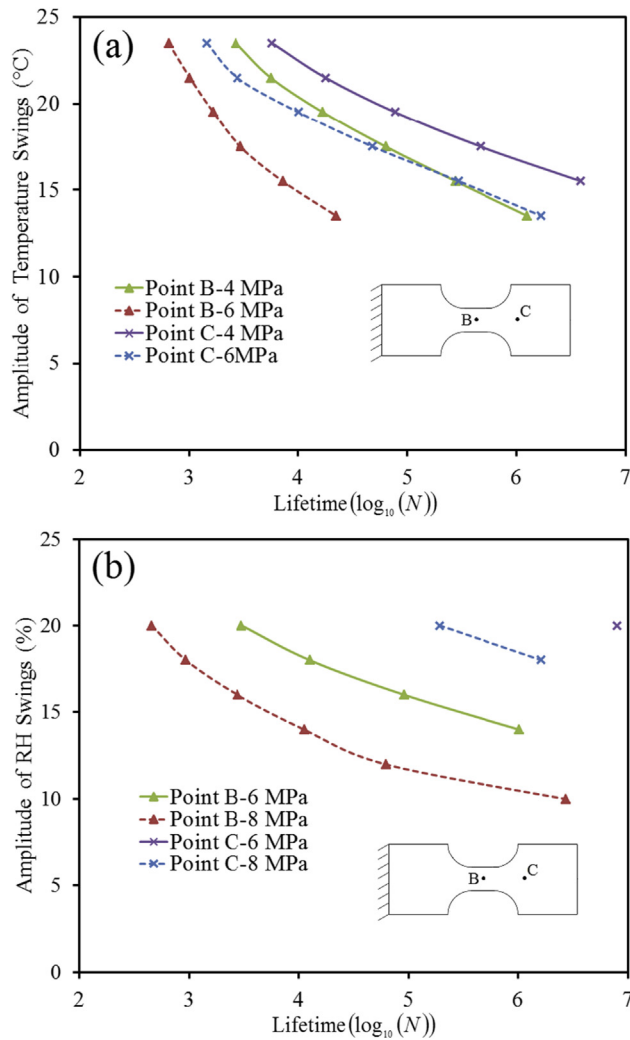 (a)
Amplitude of Temperature Swings (°C)
25
20
15
10
5
0
Point B-4 MPa
Point B-6 MPa
Point C-4 MPa
Point C-6MPa
B
C
2 3 4 5 6 7
Lifetime(log₁₀(N))
(b)
Amplitude of RH Swings (%)
25
20
15
10
5
0
Point B-6 MPa
Point B-8 MPa
Point C-6 MPa
Point C-8 MPa
B
C
2 3 4 5 6 7
Lifetime(log₁₀(N))